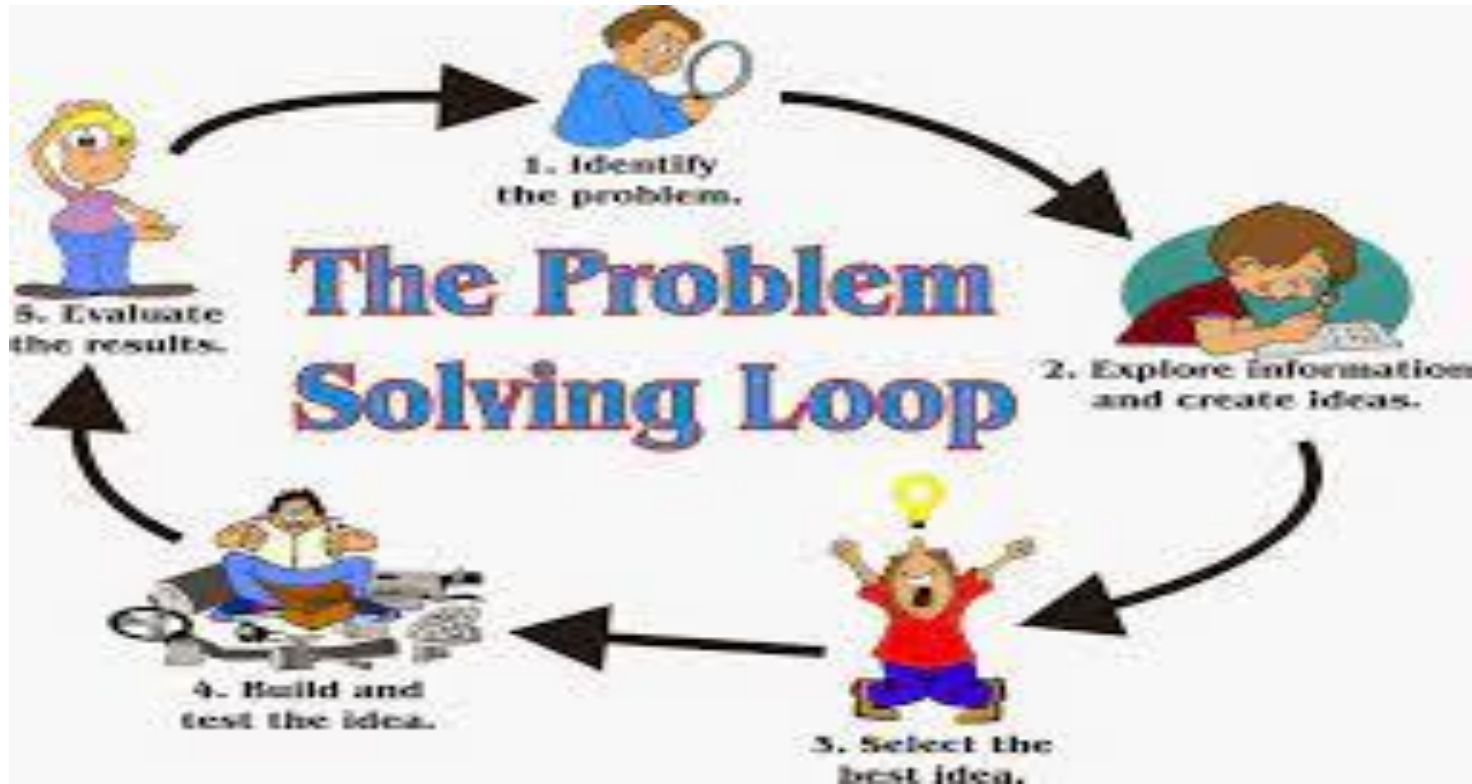 The Problem
Solving Loop
1. Identify
the problem.
2. Explore information
and create ideas.
3. Select the
best idea.
4. Build and
test the idea.
5. Evaluate
the results.